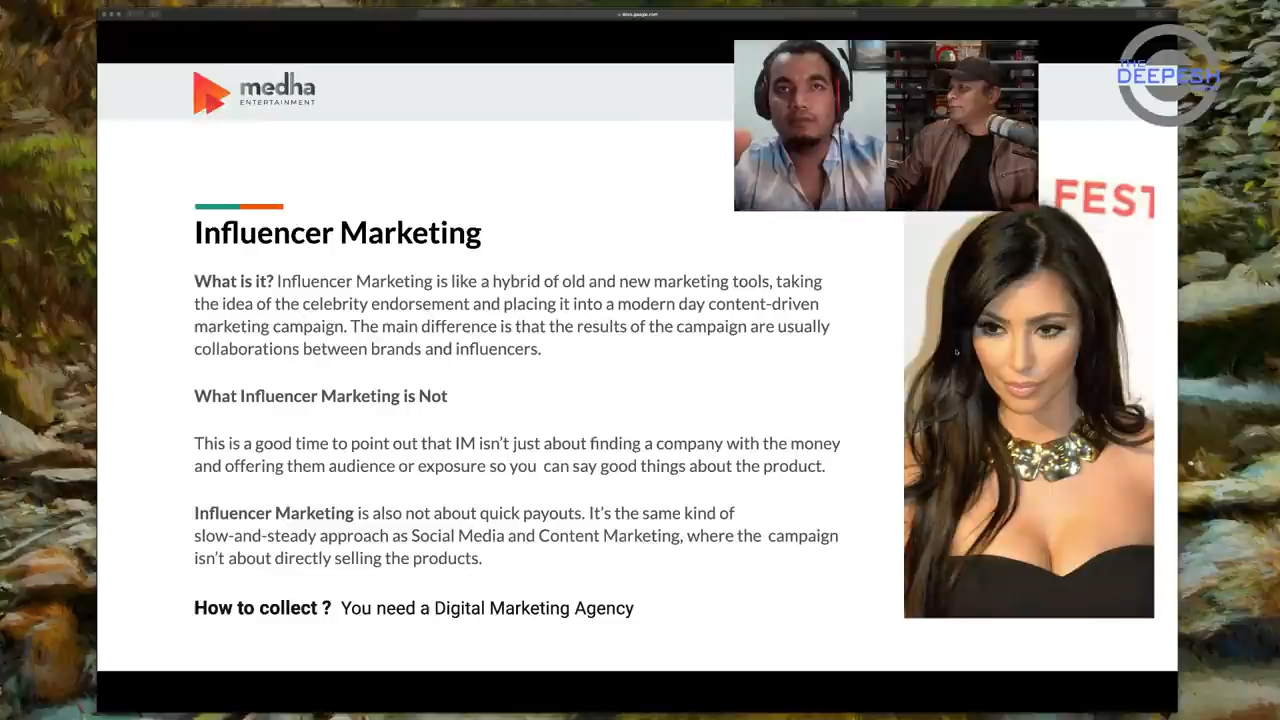 docs.google.com
medha
ENTERTAINMENT
THE
DEEPESH
FEST
Influencer Marketing
What is it? Influencer Marketing is like a hybrid of old and new marketing tools, taking
the idea of the celebrity endorsement and placing it into a modern day content-driven
marketing campaign. The main difference is that the results of the campaign are usually
collaborations between brands and influencers.
What Influencer Marketing is Not
This is a good time to point out that IM isn’t just about finding a company with the money
and offering them audience or exposure so you can say good things about the product.
Influencer Marketing is also not about quick payouts. It’s the same kind of
slow-and-steady approach as Social Media and Content Marketing, where the campaign
isn’t about directly selling the products.
How to collect ? You need a Digital Marketing Agency